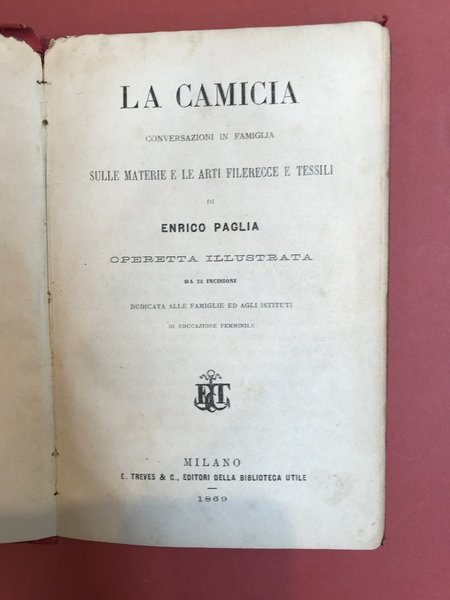 LA CAMICIA
CONVERSAZIONI IN FAMIGLIA
SULLE MATERIE E LE ARTI FILERECCE E TESSILI
DI
ENRICO PAGLIA
OPERETTA ILLUSTRATA
DA INCISIONI
DEDICATA ALLE FAMIGLIE ED AGLI ISTITUTI
DI EDUCAZIONE FEMMINILE
MILANO
E. TREVES & C., EDITORI DELLA BIBLIOTECA UTILE
1869